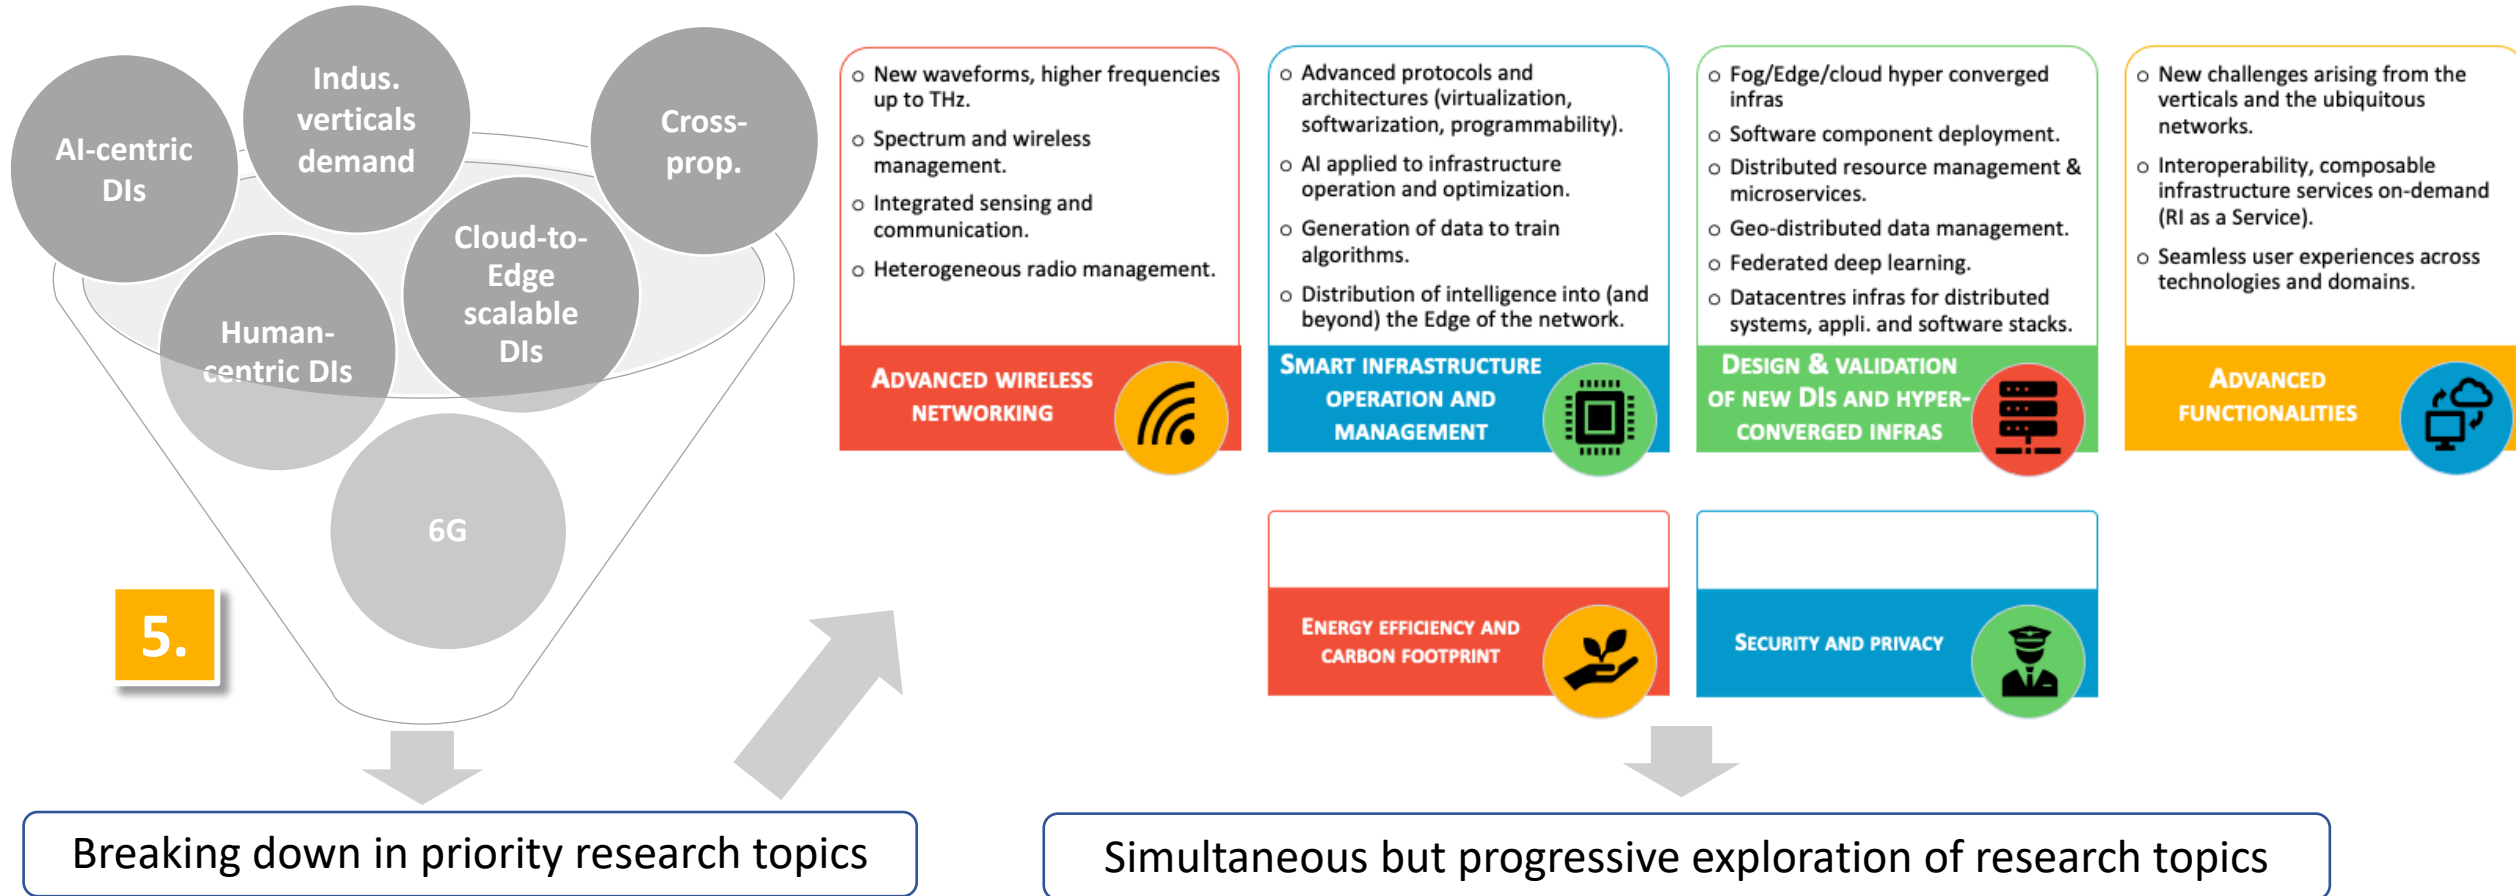 AI-centric
DIs
Indus.
verticals
demand
Cross-
prop.
Human-
centric DIs
Cloud-to-
Edge
scalable
DIs
6G
5.
Breaking down in priority research topics
○ New waveforms, higher frequencies
up to THz.
○ Spectrum and wireless
management.
○ Integrated sensing and
communication.
○ Heterogeneous radio management.
ADVANCED WIRELESS
NETWORKING
○ Advanced protocols and
architectures (virtualization,
softwarization, programmability).
○ AI applied to infrastructure
operation and optimization.
○ Generation of data to train
algorithms.
○ Distribution of intelligence into (and
beyond) the Edge of the network.
SMART INFRASTRUCTURE
OPERATION AND
MANAGEMENT
○ Fog/Edge/cloud hyper converged
infras
○ Software component deployment.
○ Distributed resource management &
microservices.
○ Geo-distributed data management.
○ Federated deep learning.
○ Datacentres infras for distributed
systems, appli. and software stacks.
DESIGN & VALIDATION
OF NEW DIS AND HYPER-
CONVERGED INFRAS
○ New challenges arising from the
verticals and the ubiquitous
networks.
○ Interoperability, composable
infrastructure services on-demand
(RI as a Service).
○ Seamless user experiences across
technologies and domains.
ADVANCED
FUNCTIONALITIES
ENERGY EFFICIENCY AND
CARBON FOOTPRINT
SECURITY AND PRIVACY
Simultaneous but progressive exploration of research topics